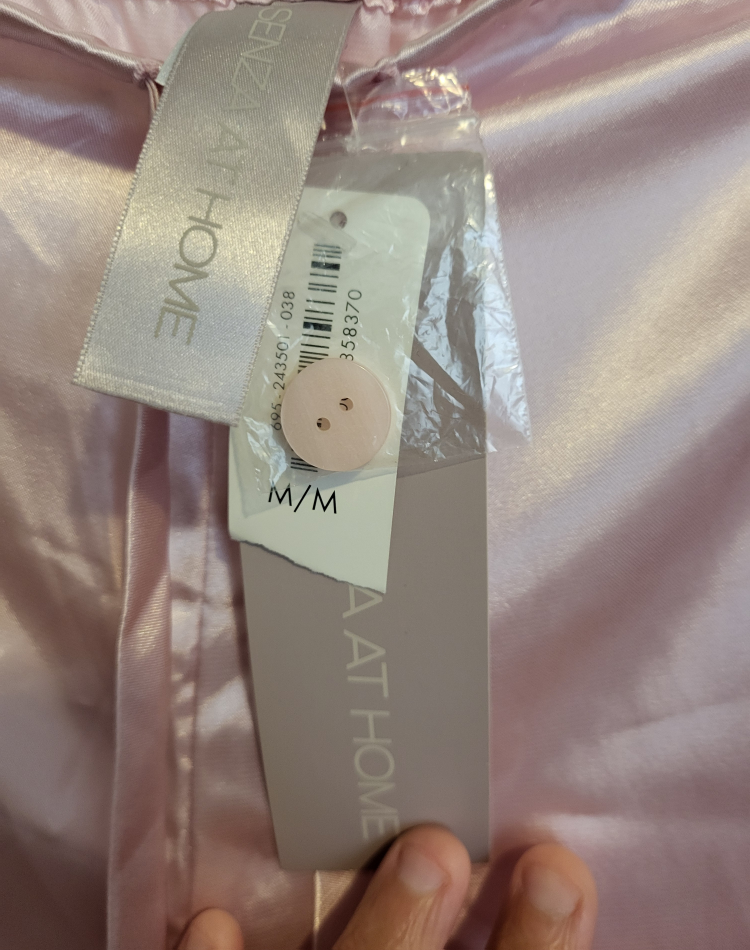 SENZA AT HOME
695-243501-038
358370
M/M
A AT HOME